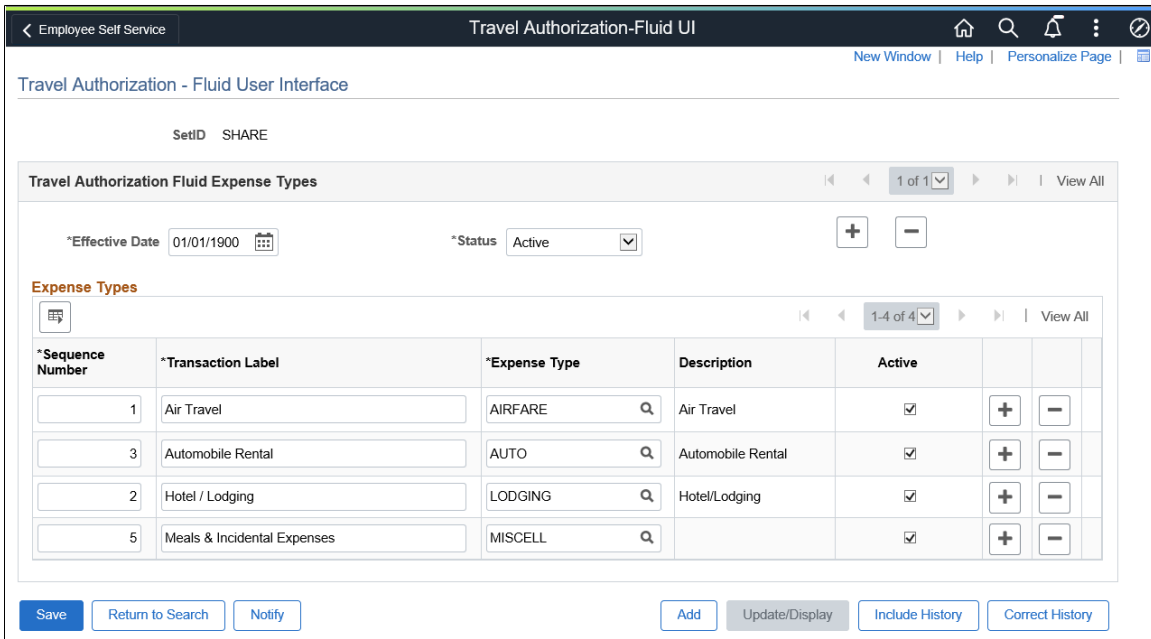 Employee Self Service
Travel Authorization-Fluid UI
New Window | Help | Personalize Page |
Travel Authorization - Fluid User Interface
SetID SHARE
Travel Authorization Fluid Expense Types
1 of 1 | View All
*Effective Date 01/01/1900 *Status Active
Expense Types
1-4 of 4 | View All
*Sequence Number *Transaction Label *Expense Type Description Active
1 Air Travel AIRFARE Air Travel
3 Automobile Rental AUTO Automobile Rental
2 Hotel / Lodging LODGING Hotel/Lodging
5 Meals & Incidental Expenses MISCELL
Save Return to Search Notify Add Update/Display Include History Correct History